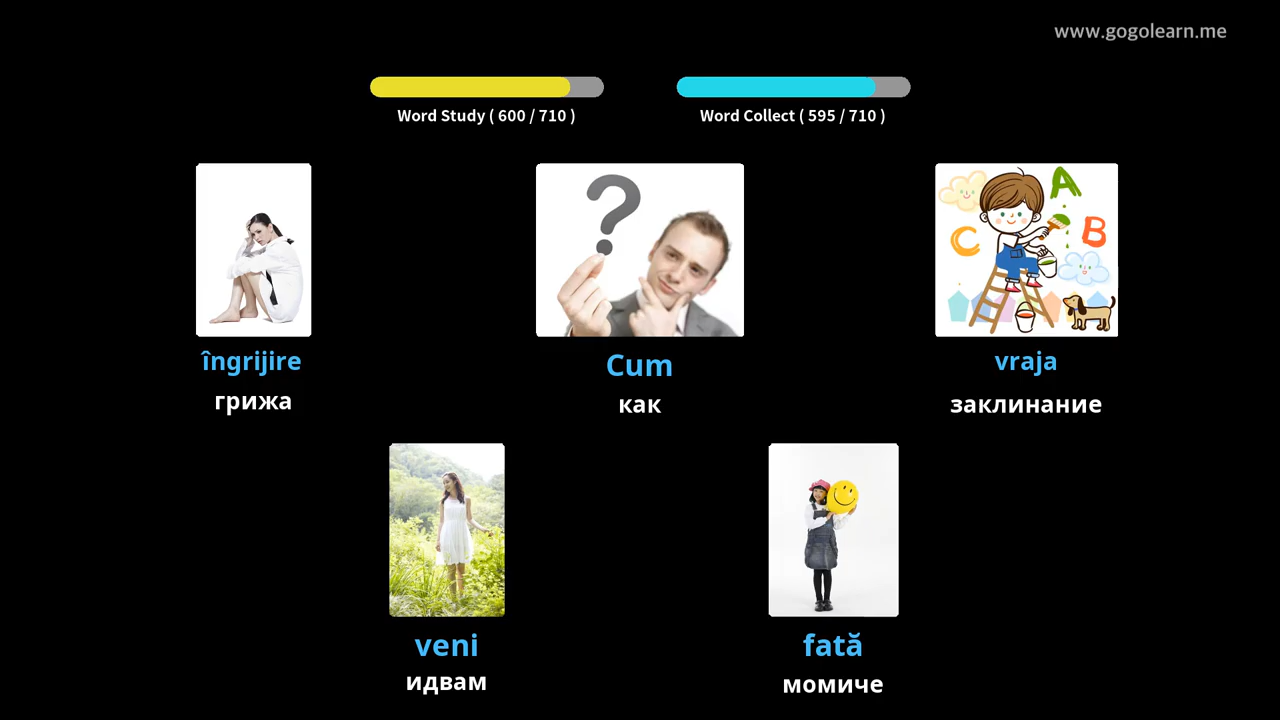 www.gogolearn.me
Word Study ( 600 / 710 )
Word Collect ( 595 / 710 )
A
B
C
îngrijire
грижа
Cum
как
vraja
заклинание
veni
идвам
fată
момиче